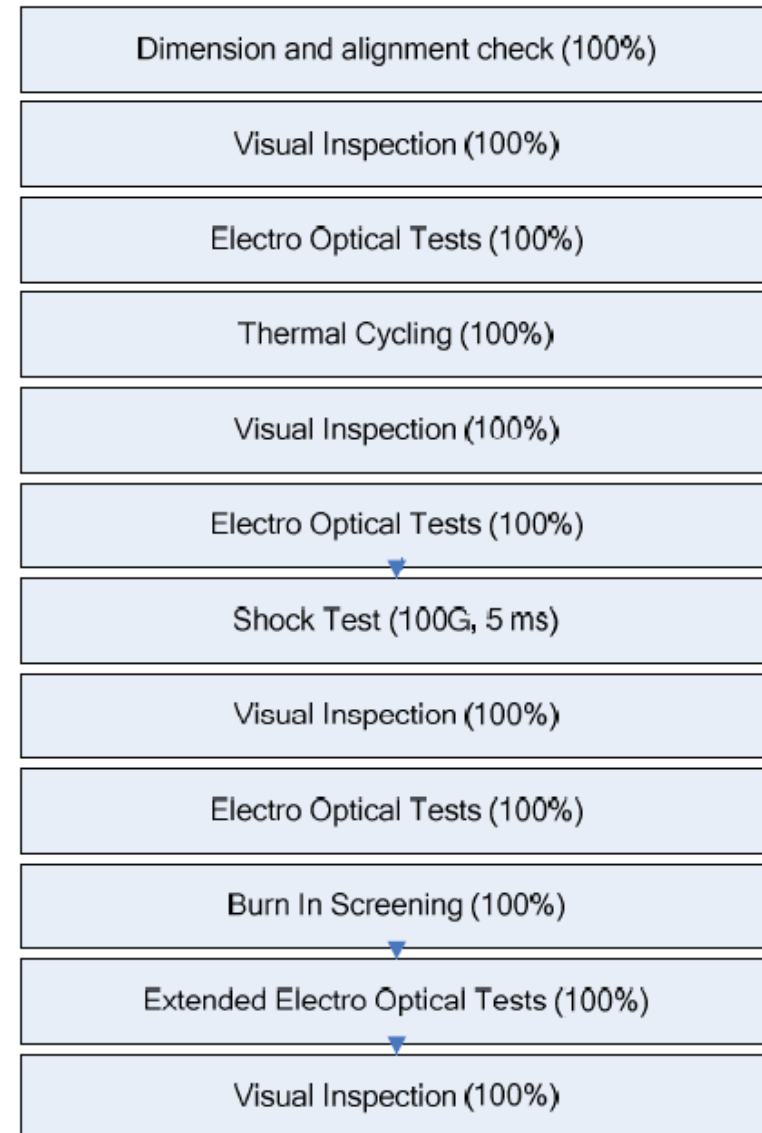 Dimension and alignment check (100%)
Visual Inspection (100%)
Electro Optical Tests (100%)
Thermal Cycling (100%)
Visual Inspection (100%)
Electro Optical Tests (100%)
Shock Test (100G, 5 ms)
Visual Inspection (100%)
Electro Optical Tests (100%)
Burn In Screening (100%)
Extended Electro Optical Tests (100%)
Visual Inspection (100%)